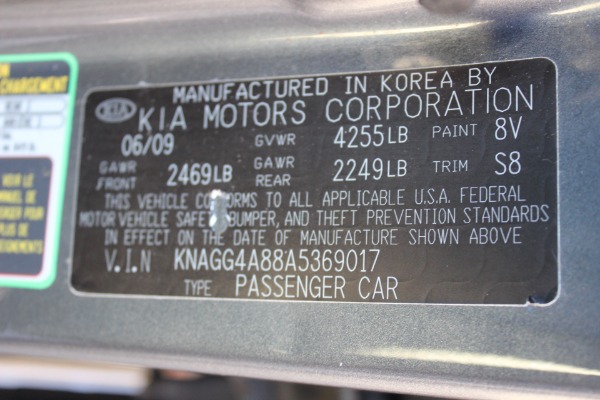 MANUFACTURED IN KOREA BY
KIA
KIA MOTORS CORPORATION
06/09 GVWR 4255LB PAINT 8V
GAWR FRONT 2469LB GAWR REAR 2249LB TRIM S8
THIS VEHICLE CONFORMS TO ALL APPLICABLE U.S.A. FEDERAL
MOTOR VEHICLE SAFETY BUMPER, AND THEFT PREVENTION STANDARDS
IN EFFECT ON THE DATE OF MANUFACTURE SHOWN ABOVE
V.I.N KNAGG4A88A5369017
TYPE PASSENGER CAR
VOIR LE